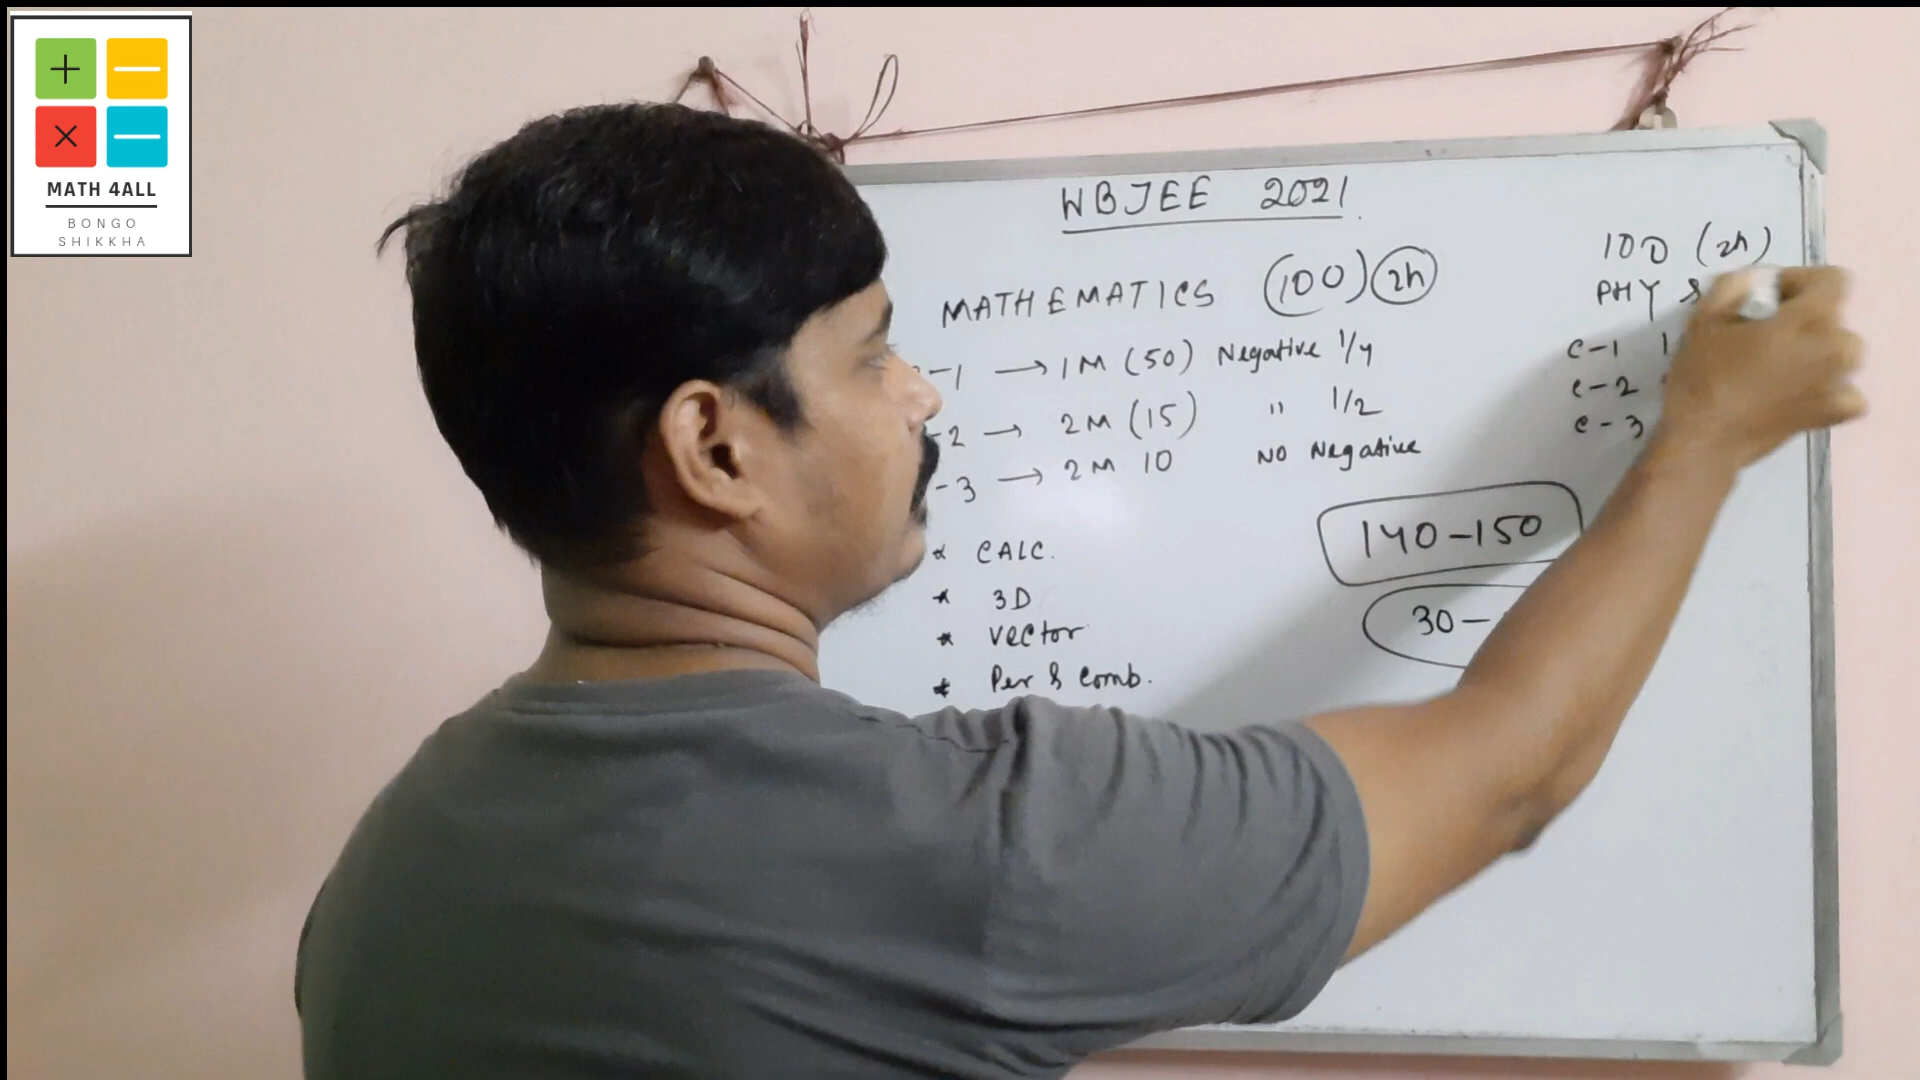 MATH 4ALL
BONGO
SHIKKHA
WBJEE 2021
MATHEMATICS (100) 2h
-1 → 1M (50) Negative 1/4
-2 → 2M (15) " 1/2
-3 → 2M 10 NO Negative
* CALC.
* 3D
* Vector
* Per & Comb.
140-150
30-
100 (2h)
PHY &
C-1 1
C-2
C-3